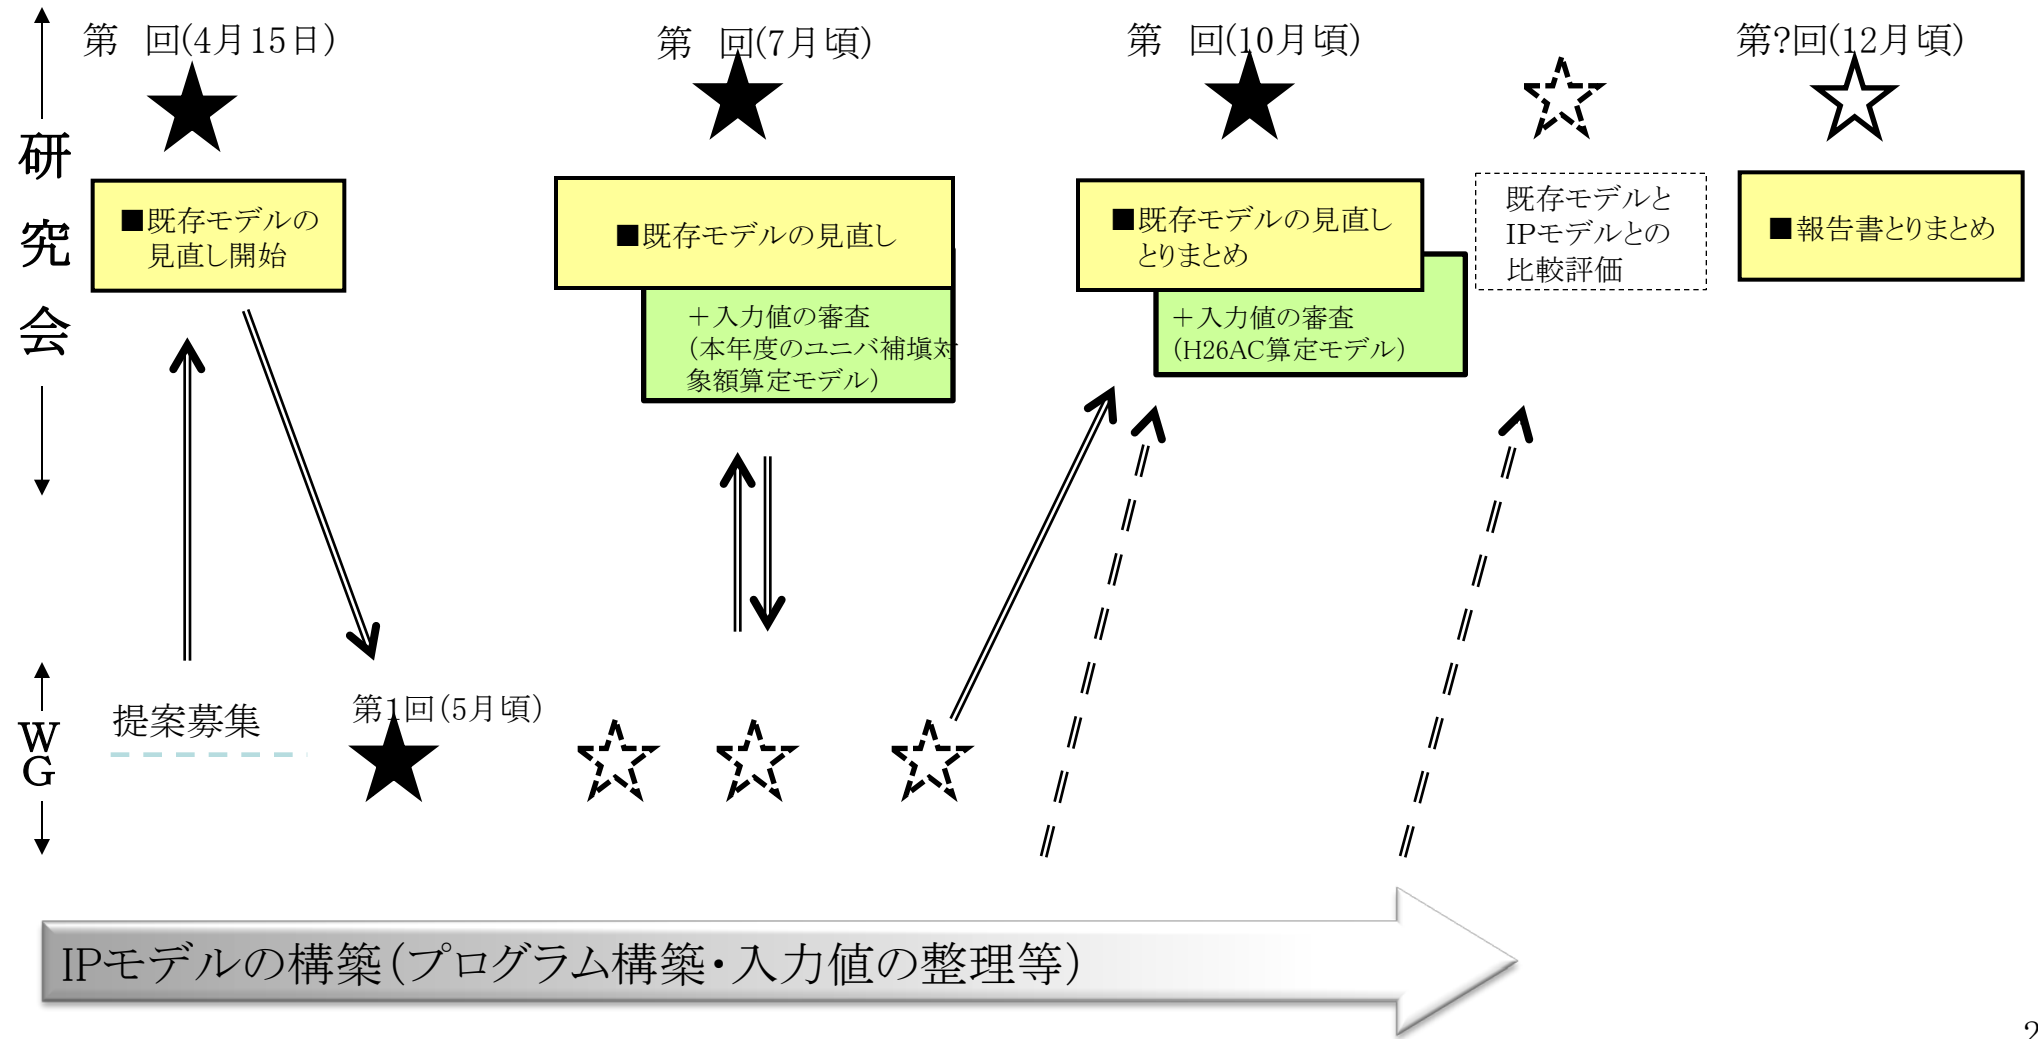 第　回(4月15日)
第　回(7月頃)
第　回(10月頃)
第?回(12月頃)
研究会
■既存モデルの
見直し開始
■既存モデルの見直し
＋入力値の審査
（本年度のユニバ補塡対
象額算定モデル）
■既存モデルの見直し
とりまとめ
＋入力値の審査
（H26AC算定モデル）
既存モデルと
IPモデルとの
比較評価
■報告書とりまとめ
WG
提案募集
第1回（5月頃）
IPモデルの構築（プログラム構築・入力値の整理等）
2